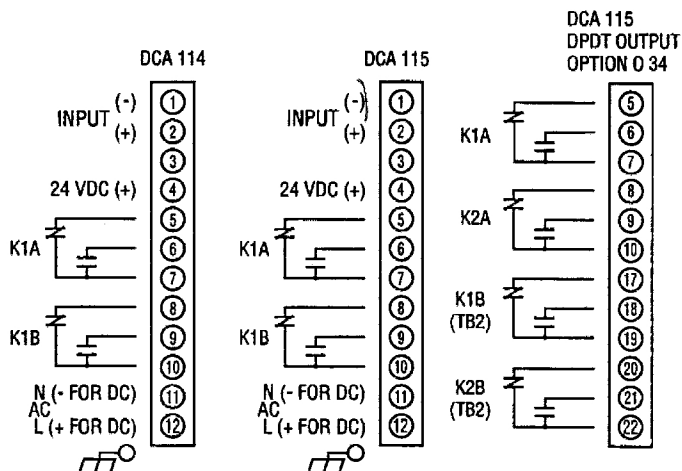 DCA 114
INPUT (-) 1
(+) 2
3
24 VDC (+) 4
5
K1A 6
7
8
K1B 9
10
N (- FOR DC) 11
AC
L (+ FOR DC) 12
DCA 115
INPUT (-) 1
(+) 2
3
24 VDC (+) 4
5
K1A 6
7
8
K1B 9
10
N (- FOR DC) 11
AC
L (+ FOR DC) 12
DCA 115
DPDT OUTPUT
OPTION O 34
5
K1A 6
7
8
K2A 9
10
17
K1B 18
(TB2) 19
20
K2B 21
(TB2) 22